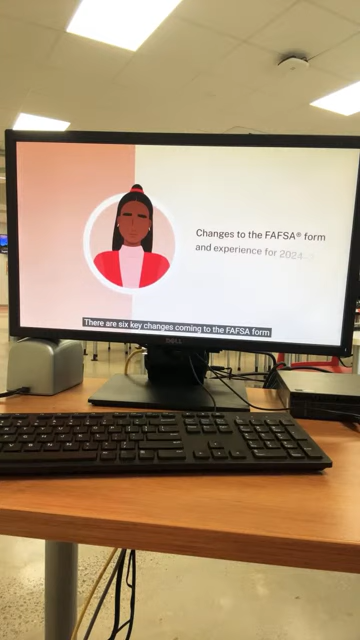 Changes to the FAFSA® form
and experience for 2024-
There are six key changes coming to the FAFSA form
DELL